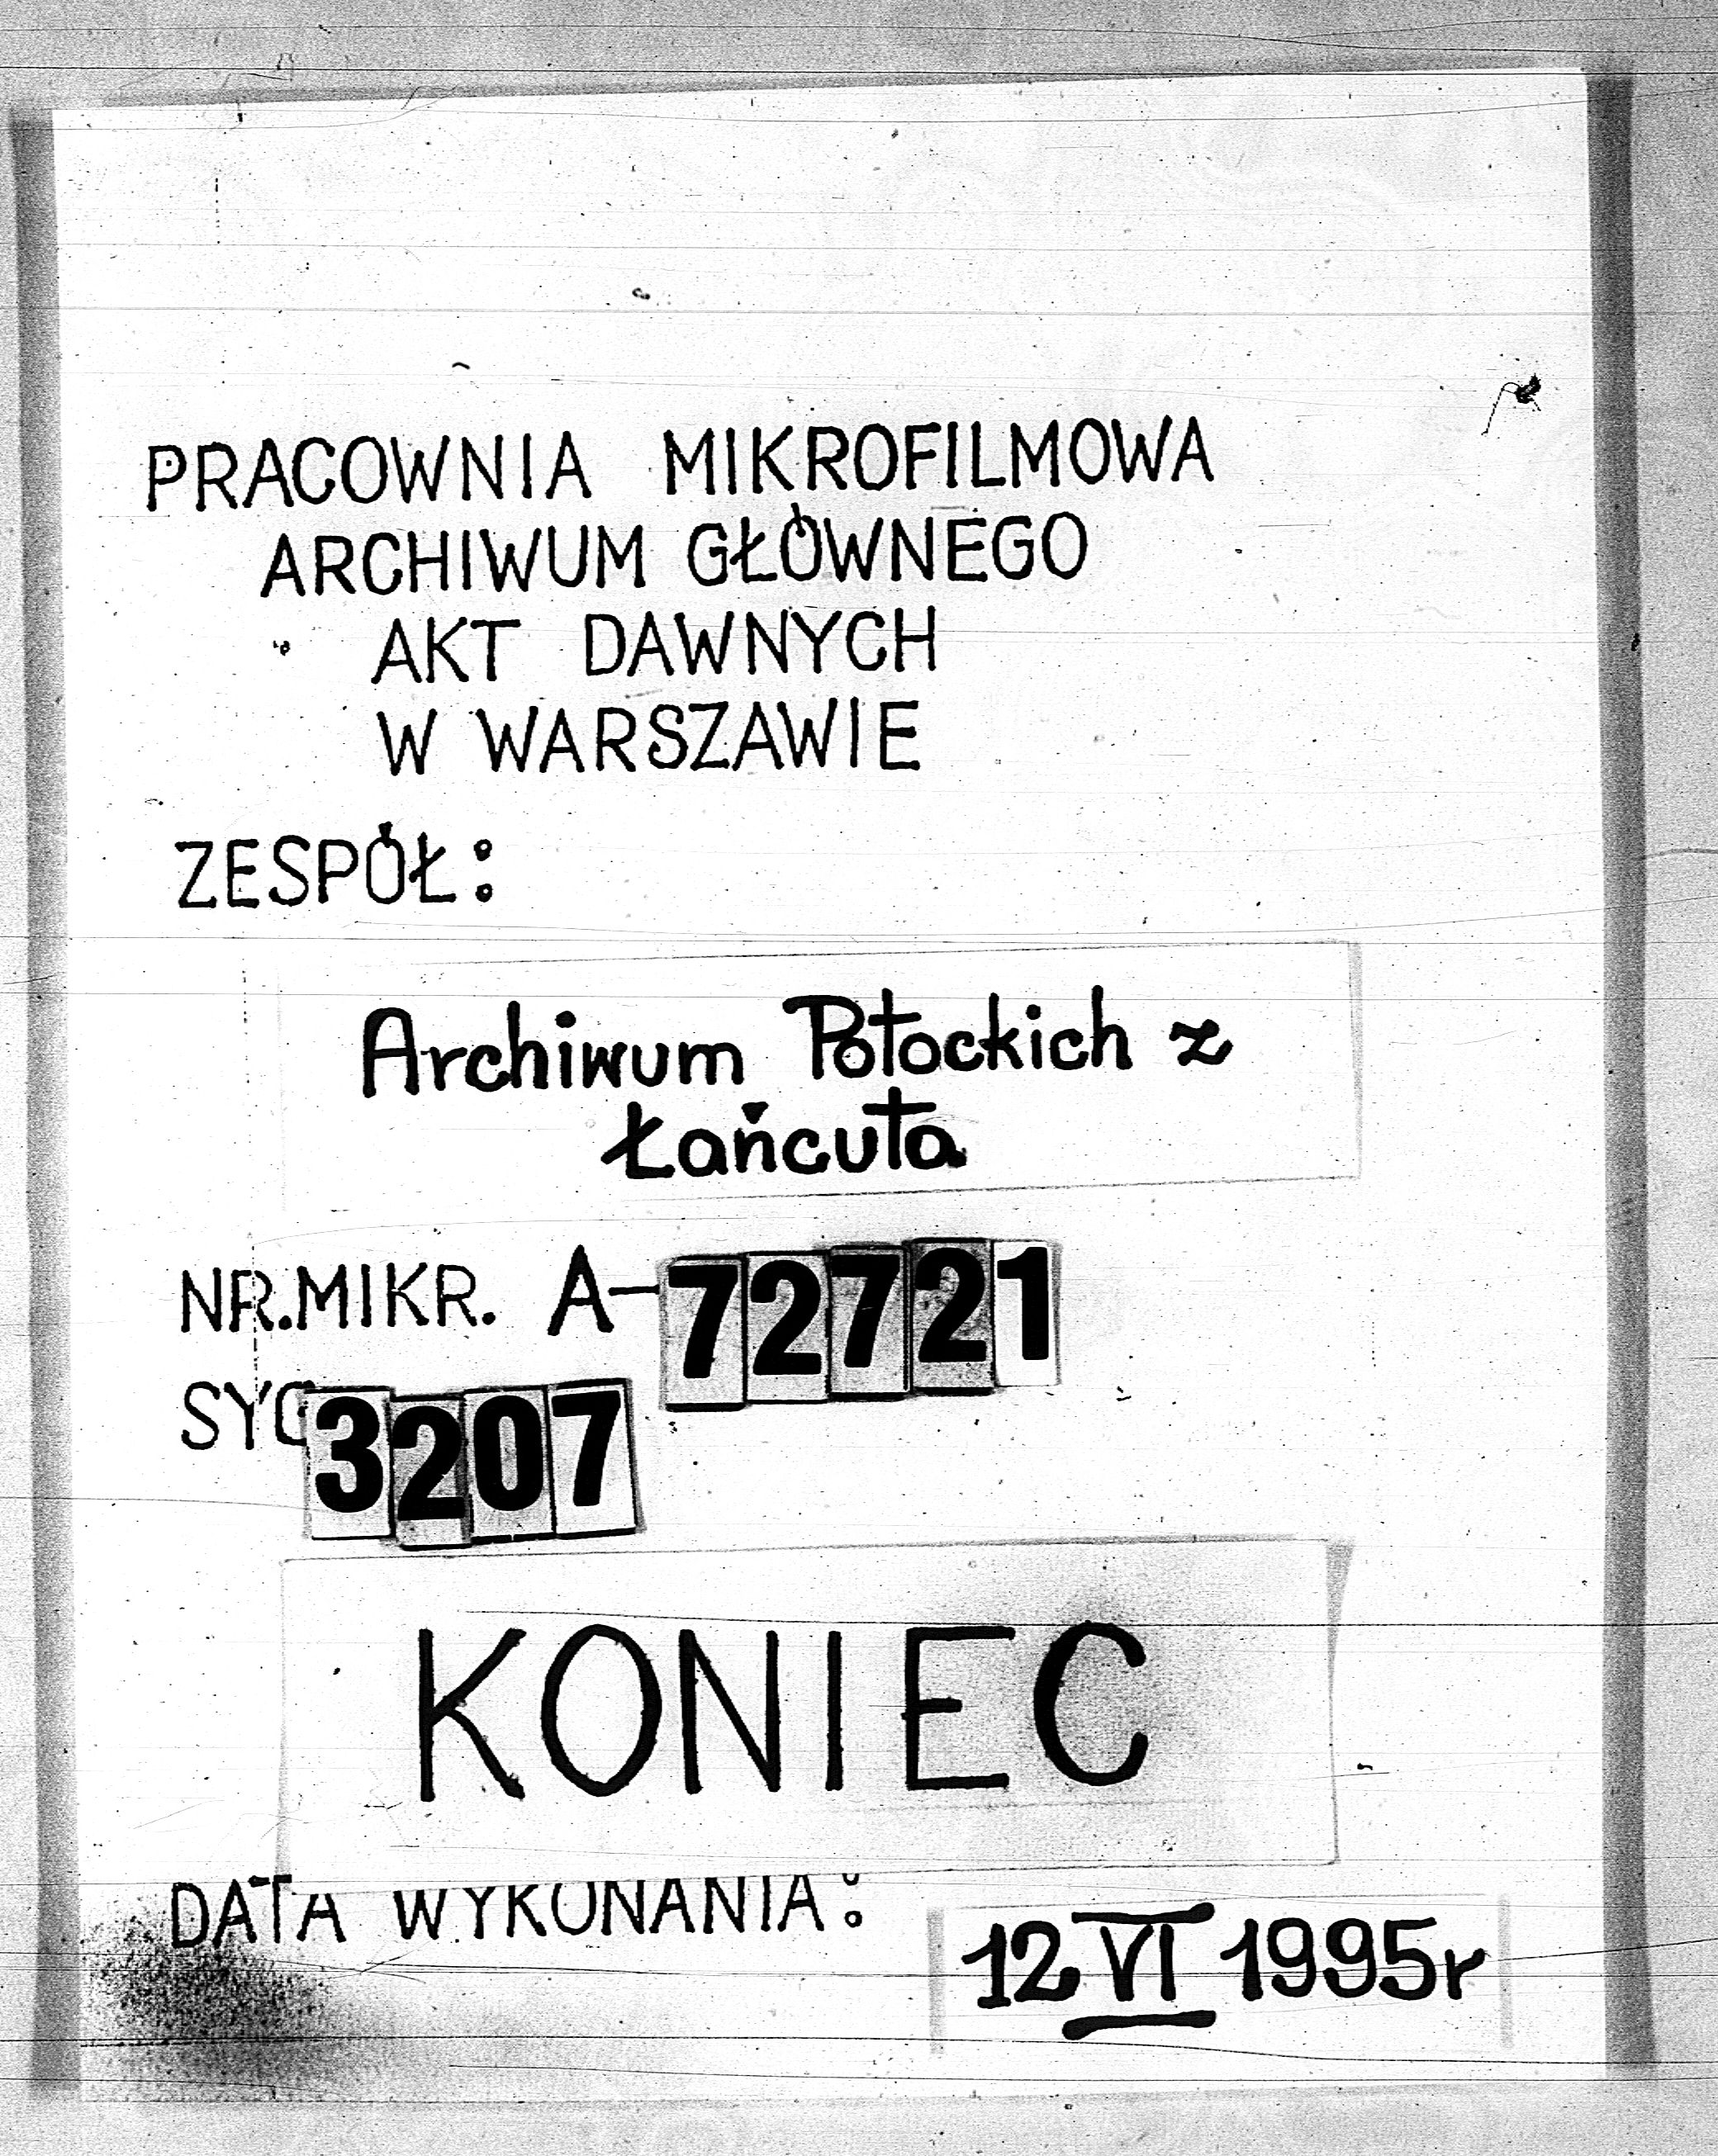 PRACOWNIA MIKROFILMOWA
ARCHIWUM GŁÓWNEGO
AKT DAWNYCH
W WARSZAWIE
ZESPÓŁ:
Archiwum Potockich z
Łańcuta
NR.MIKR. A-72721
SYG 3207
KONIEC
DATA WYKONANIA:
12 VI 1995r